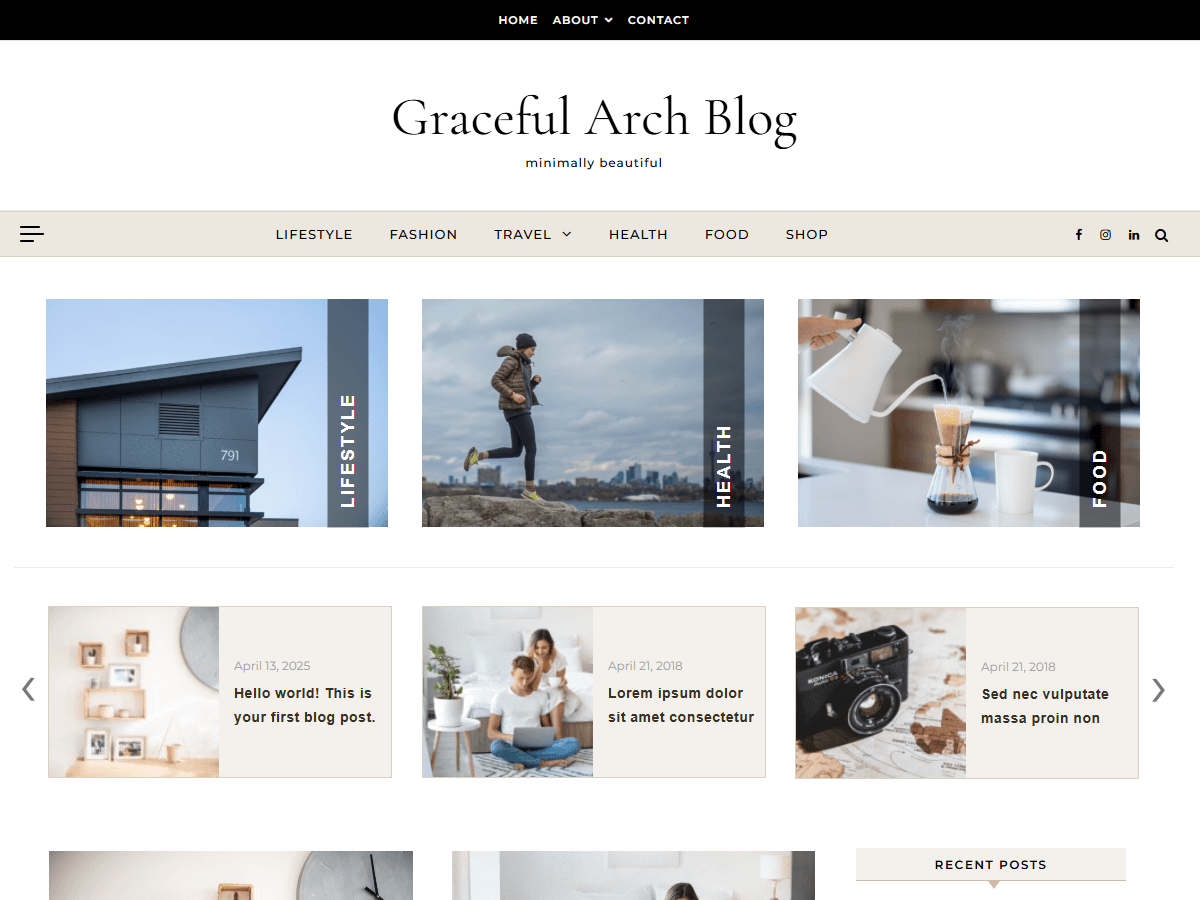 HOME ABOUT CONTACT
Graceful Arch Blog
minimally beautiful
LIFESTYLE FASHION TRAVEL HEALTH FOOD SHOP
791
LIFESTYLE
HEALTH
FOOD
April 13, 2025
Hello world! This is
your first blog post.
April 21, 2018
Lorem ipsum dolor
sit amet consectetur
KONICA
April 21, 2018
Sed nec vulputate
massa proin non
RECENT POSTS